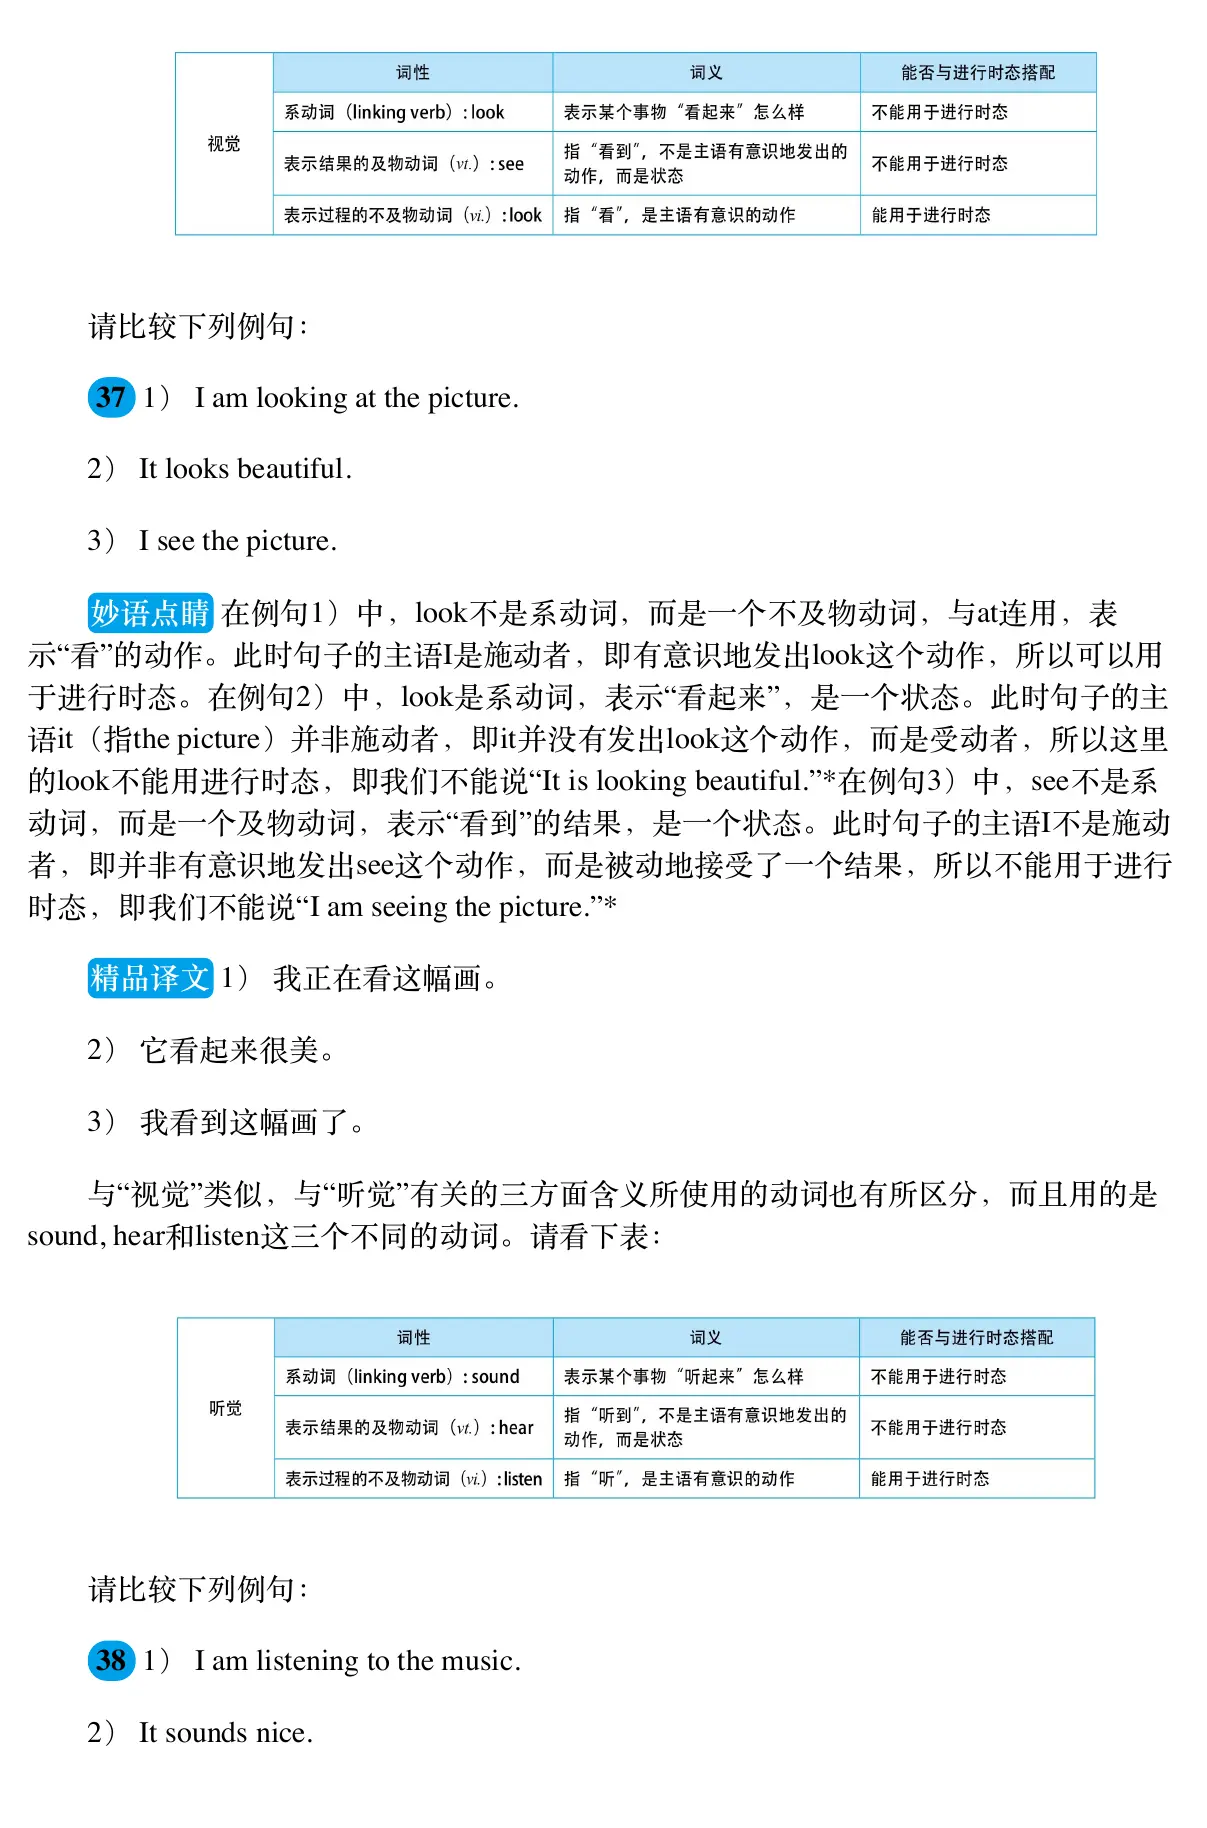 词性 词义 能否与进行时态搭配
视觉
系动词（linking verb）: look 表示某个事物“看起来”怎么样 不能用于进行时态
表示结果的及物动词（vt.）: see 指“看到”，不是主语有意识地发出的动作，而是状态 不能用于进行时态
表示过程的不及物动词（vi.）: look 指“看”，是主语有意识的动作 能用于进行时态
请比较下列例句：
37 1） I am looking at the picture.
2） It looks beautiful.
3） I see the picture.
妙语点睛 在例句1）中，look不是系动词，而是一个不及物动词，与at连用，表
示“看”的动作。此时句子的主语I是施动者，即有意识地发出look这个动作，所以可以用
于进行时态。在例句2）中，look是系动词，表示“看起来”，是一个状态。此时句子的主
语it（指the picture）并非施动者，即it并没有发出look这个动作，而是受动者，所以这里
的look不能用进行时态，即我们不能说“It is looking beautiful.”*在例句3）中，see不是系
动词，而是一个及物动词，表示“看到”的结果，是一个状态。此时句子的主语I不是施动
者，即并非有意识地发出see这个动作，而是被动地接受了一个结果，所以不能用于进行
时态，即我们不能说“I am seeing the picture.”*
精品译文 1） 我正在看这幅画。
2） 它看起来很美。
3） 我看到这幅画了。
与“视觉”类似，与“听觉”有关的三方面含义所使用的动词也有所区分，而且用的是
sound, hear和listen这三个不同的动词。请看下表：
词性 词义 能否与进行时态搭配
听觉
系动词（linking verb）: sound 表示某个事物“听起来”怎么样 不能用于进行时态
表示结果的及物动词（vt.）: hear 指“听到”，不是主语有意识地发出的动作，而是状态 不能用于进行时态
表示过程的不及物动词（vi.）: listen 指“听”，是主语有意识的动作 能用于进行时态
请比较下列例句：
38 1） I am listening to the music.
2） It sounds nice.